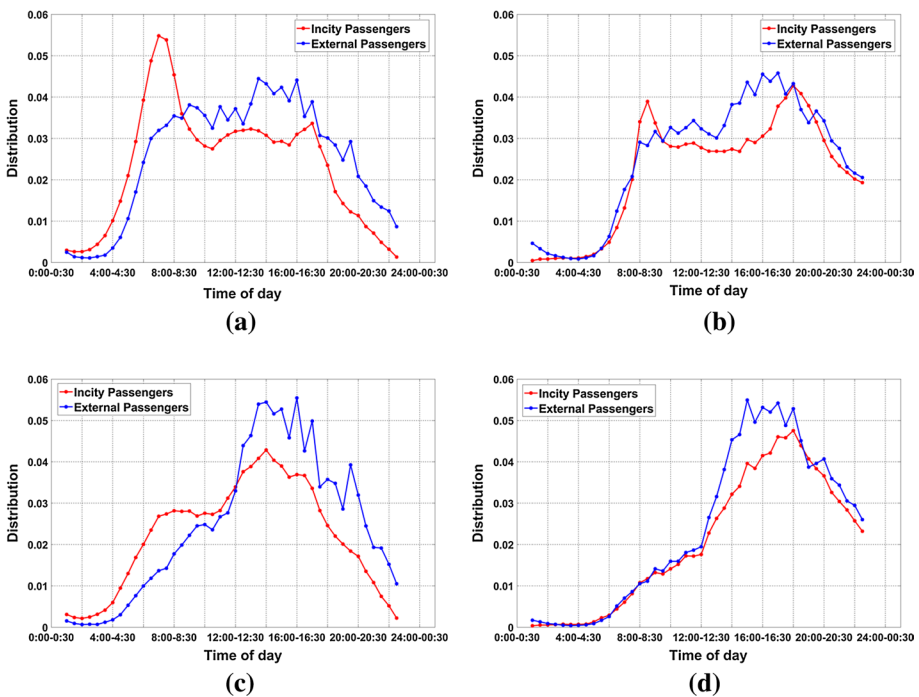 0.06
0.05
0.04
0.03
0.02
0.01
0
Distribution
Incity Passengers
External Passengers
0:00-0:30 4:00-4:30 8:00-8:30 12:00-12:30 16:00-16:30 20:00-20:30 24:00-00:30
Time of day
(a)
0.06
0.05
0.04
0.03
0.02
0.01
0
Distribution
Incity Passengers
External Passengers
0:00-0:30 4:00-4:30 8:00-8:30 12:00-12:30 16:00-16:30 20:00-20:30 24:00-00:30
Time of day
(b)
0.06
0.05
0.04
0.03
0.02
0.01
0
Distribution
Incity Passengers
External Passengers
0:00-0:30 4:00-4:30 8:00-8:30 12:00-12:30 16:00-16:30 20:00-20:30 24:00-00:30
Time of day
(c)
0.06
0.05
0.04
0.03
0.02
0.01
0
Distribution
Incity Passengers
External Passengers
0:00-0:30 4:00-4:30 8:00-8:30 12:00-12:30 16:00-16:30 20:00-20:30 24:00-00:30
Time of day
(d)